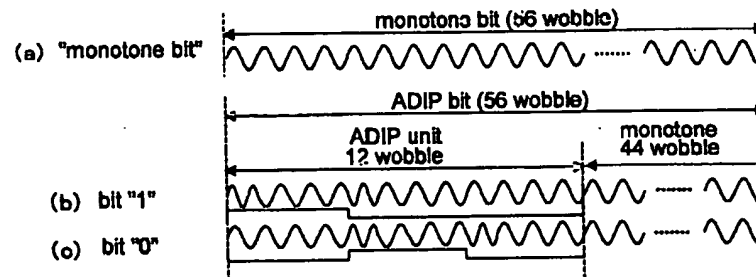 monotone bit (56 wobble)
(a) "monotone bit"
ADIP bit (56 wobble)
ADIP unit
12 wobble
monotone
44 wobble
(b) bit "1"
(c) bit "0"